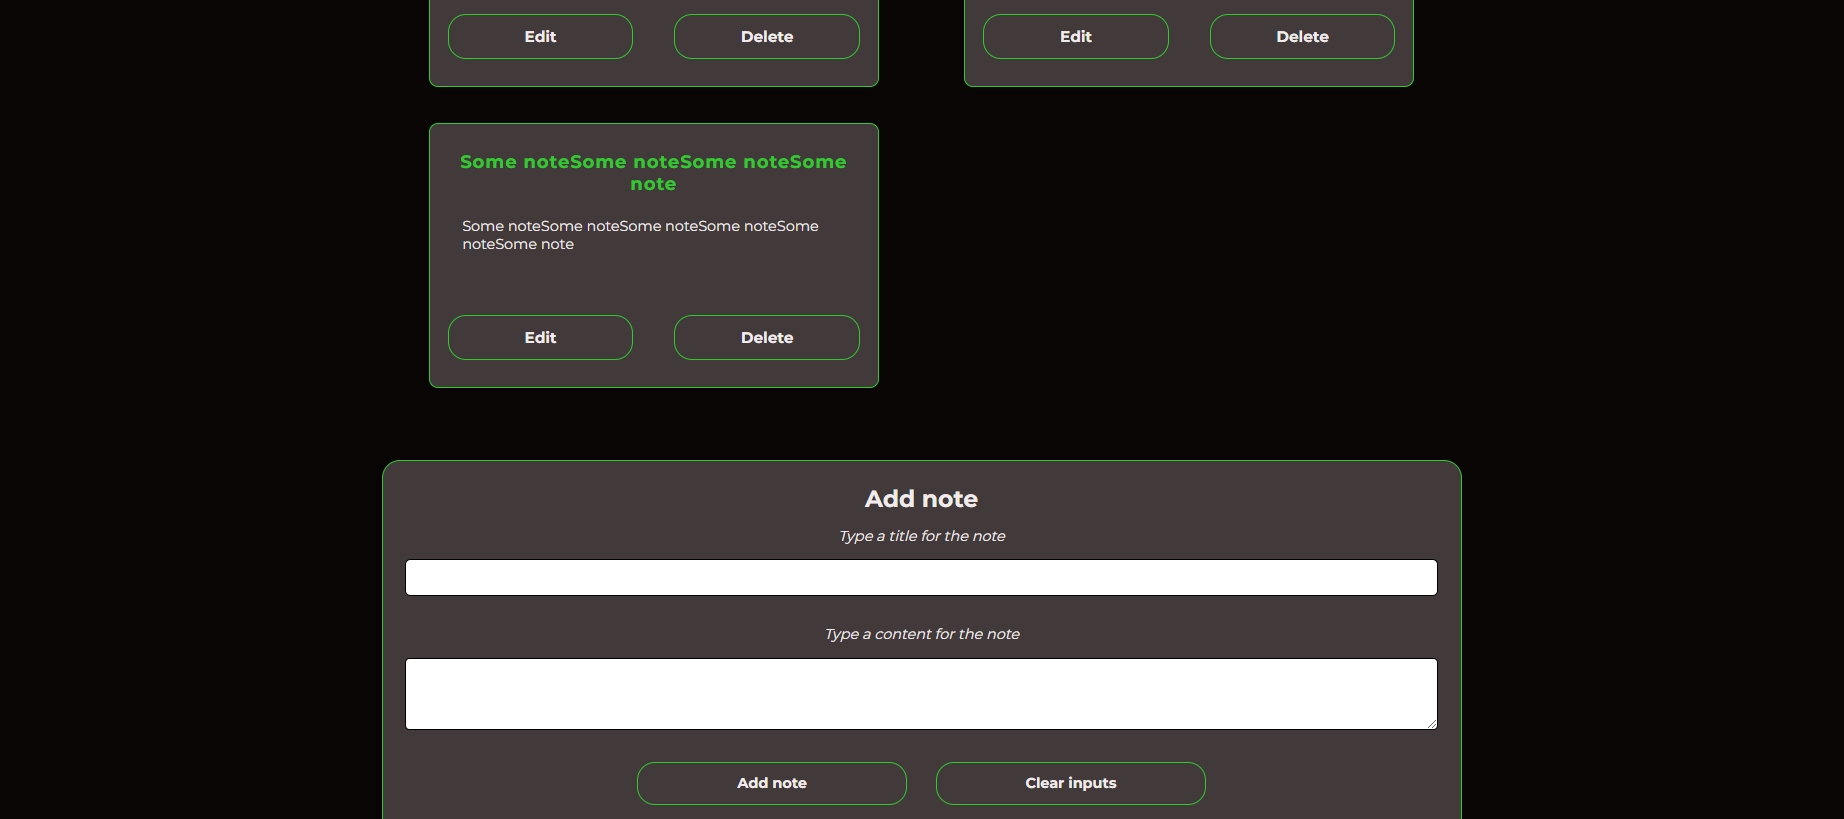 Edit Delete Edit Delete
Some noteSome noteSome noteSome
note
Some noteSome noteSome noteSome noteSome
noteSome note
Edit Delete
Add note
Type a title for the note
Type a content for the note
Add note Clear inputs